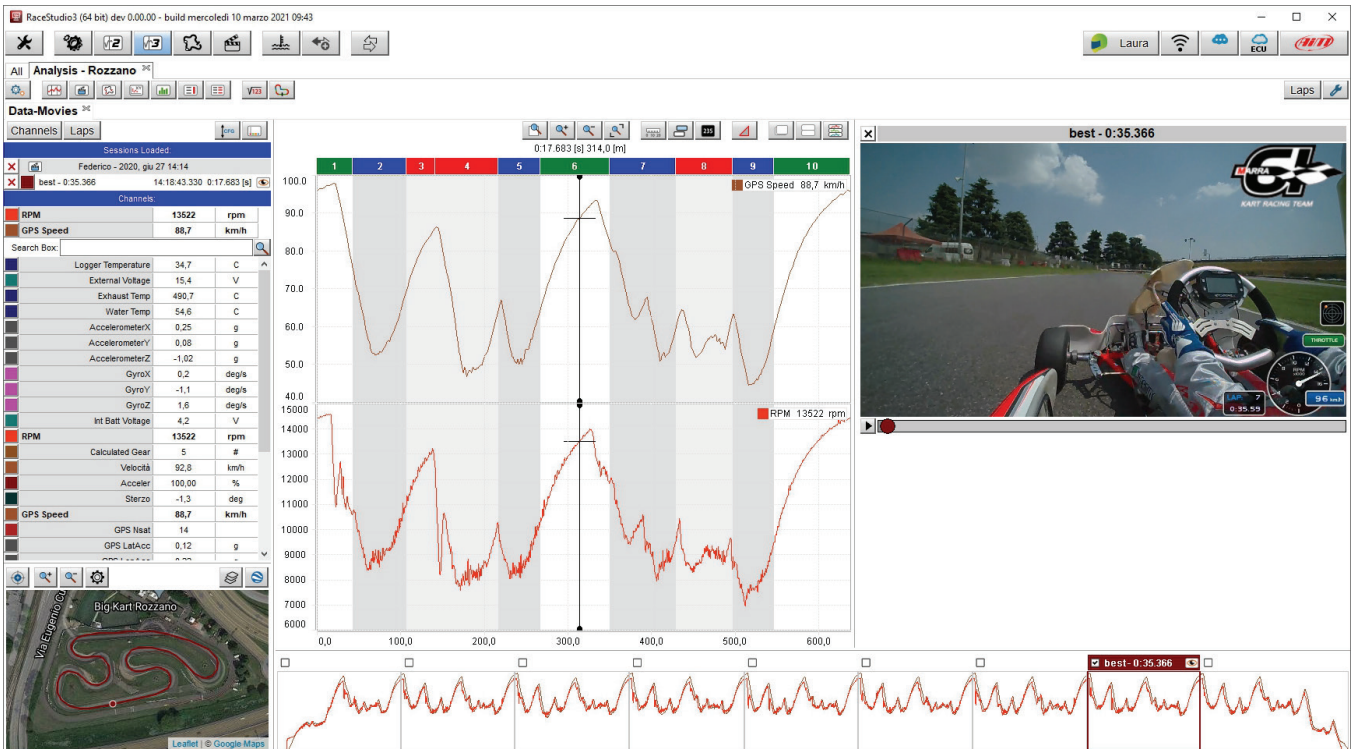 RaceStudio3 (64 bit) dev 0.00.00 - build mercoledì 10 marzo 2021 09:43
Laura
ECU
AiM
All
Analysis - Rozzano
Laps
Data-Movies
Channels
Laps
CFG
Sessions Loaded:
Federico - 2020, giu 27 14:14
best - 0:35.366 14:18:43.330 0:17.683 [s]
Channels:
RPM 13522 rpm
GPS Speed 88,7 km/h
Search Box:
Logger Temperature 34,7 C
External Voltage 15,4 V
Exhaust Temp 490,7 C
Water Temp 54,6 C
AccelerometerX 0,25 g
AccelerometerY 0,08 g
AccelerometerZ -1,02 g
GyroX 0,2 deg/s
GyroY -1,1 deg/s
GyroZ 1,6 deg/s
Int Batt Voltage 4,2 V
RPM 13522 rpm
Calculated Gear 5 #
Velocità 92,8 km/h
Acceler 100,00 %
Sterzo -1,3 deg
GPS Speed 88,7 km/h
GPS Nsat 14
GPS LatAcc 0,12 g
Big Kart Rozzano
Via Eugenio Cu
Leaflet | © Google Maps
235
0:17.683 [s] 314,0 [m]
1 2 3 4 5 6 7 8 9 10
GPS Speed 88,7 km/h
100.0
90.0
80.0
70.0
60.0
50.0
40.0
RPM 13522 rpm
15000
14000
13000
12000
11000
10000
9000
8000
7000
6000
0,0 100,0 200,0 300,0 400,0 500,0 600,0
best - 0:35.366
MARRA
KART RACING TEAM
THROTTLE
RPM
LAP: 7
0:35.59
96 km/h
best- 0:35.366